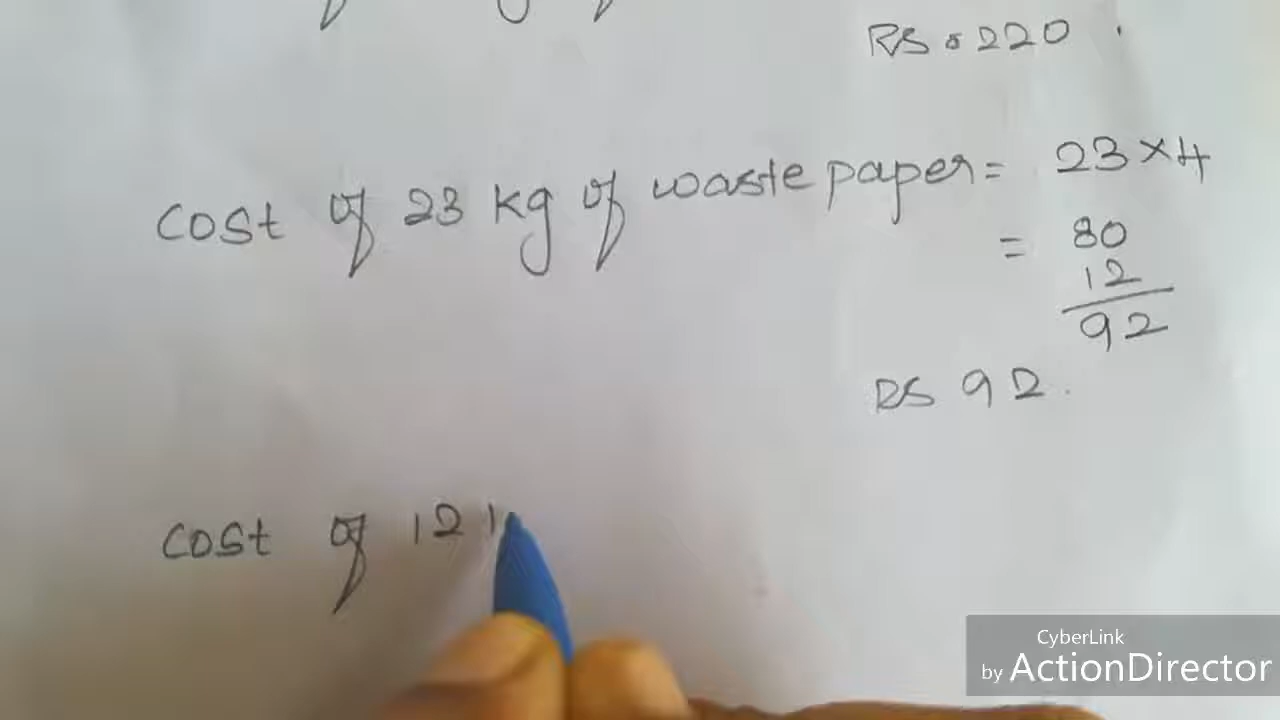 RS. 220.
cost of 23 kg of waste paper = 23 × 4
= 80
12
92
RS 92.
cost of 12
CyberLink
by ActionDirector